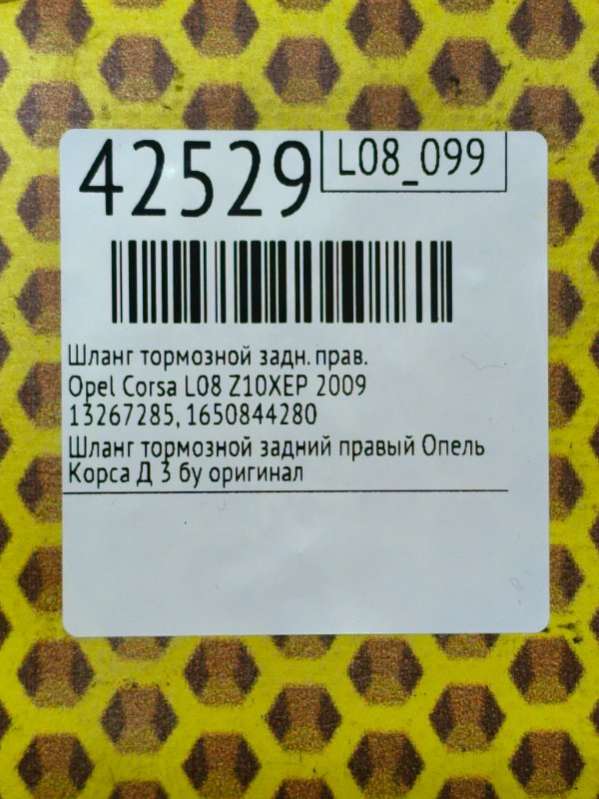 42529
L08_099
Шланг тормозной задн. прав.
Opel Corsa L08 Z10XEP 2009
13267285, 1650844280
Шланг тормозной задний правый Опель
Корса Д 3 бу оригинал